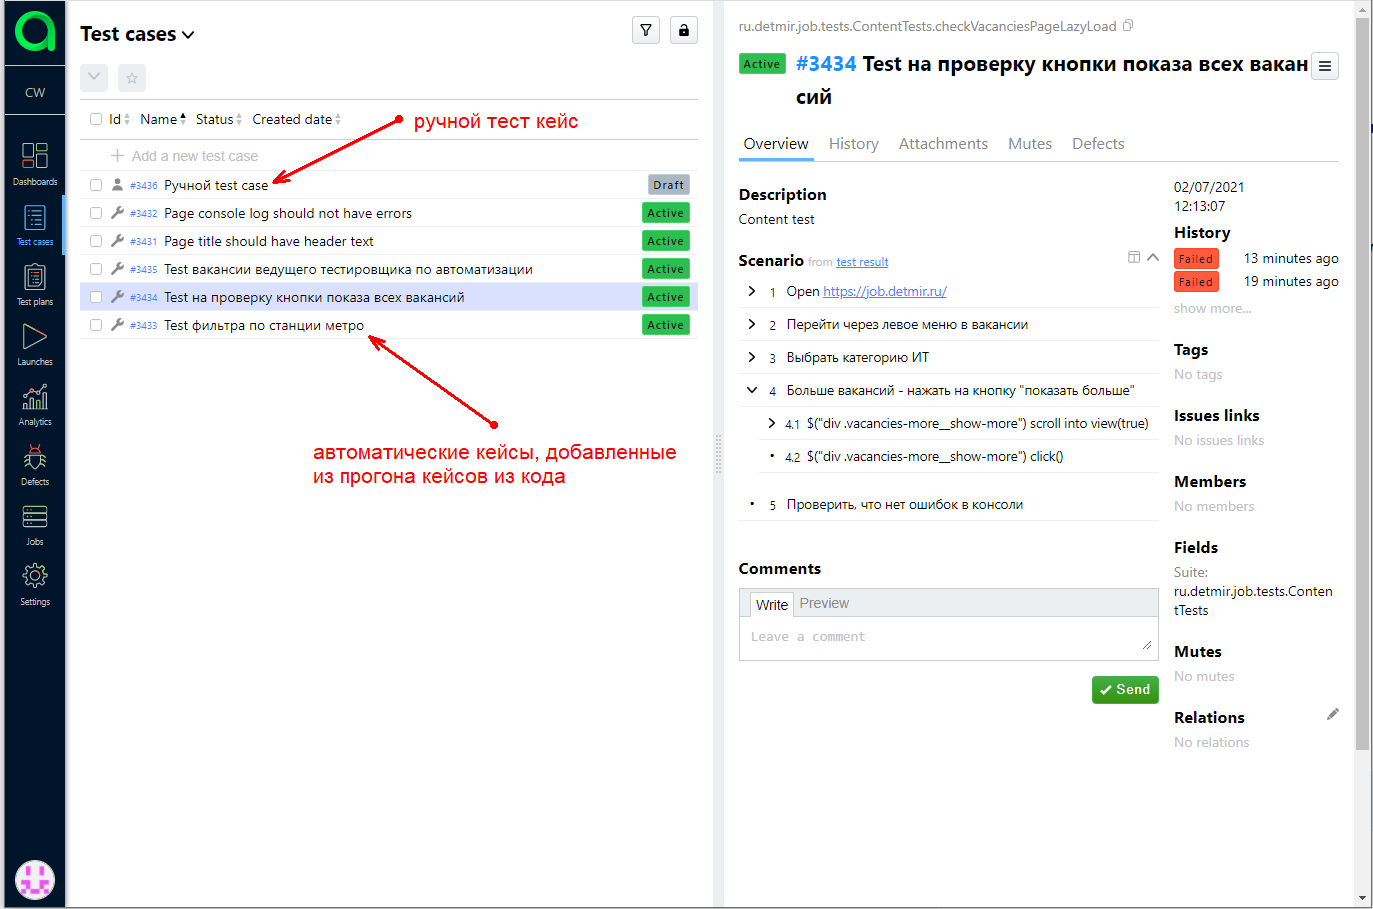 CW
Dashboards
Test cases
Test plans
Launches
Analytics
Defects
Jobs
Settings
Test cases
Id Name Status Created date
ручной тест кейс
Add a new test case
#3436 Ручной test case Draft
#3432 Page console log should not have errors Active
#3431 Page title should have header text Active
#3435 Test вакансии ведущего тестировщика по автоматизации Active
#3434 Test на проверку кнопки показа всех вакансий Active
#3433 Test фильтра по станции метро Active
автоматические кейсы, добавленные
из прогона кейсов из кода
ru.detmir.job.tests.ContentTests.checkVacanciesPageLazyLoad
Active #3434 Test на проверку кнопки показа всех вакан
сий
Overview History Attachments Mutes Defects
Description
Content test
Scenario from test result
1 Open https://job.detmir.ru/
2 Перейти через левое меню в вакансии
3 Выбрать категорию ИТ
4 Больше вакансий - нажать на кнопку "показать больше"
4.1 $("div .vacancies-more__show-more") scroll into view(true)
4.2 $("div .vacancies-more__show-more") click()
5 Проверить, что нет ошибок в консоли
Comments
Write Preview
Leave a comment
Send
02/07/2021
12:13:07
History
Failed 13 minutes ago
Failed 19 minutes ago
show more...
Tags
No tags
Issues links
No issues links
Members
No members
Fields
Suite:
ru.detmir.job.tests.Conten
tTests
Mutes
No mutes
Relations
No relations